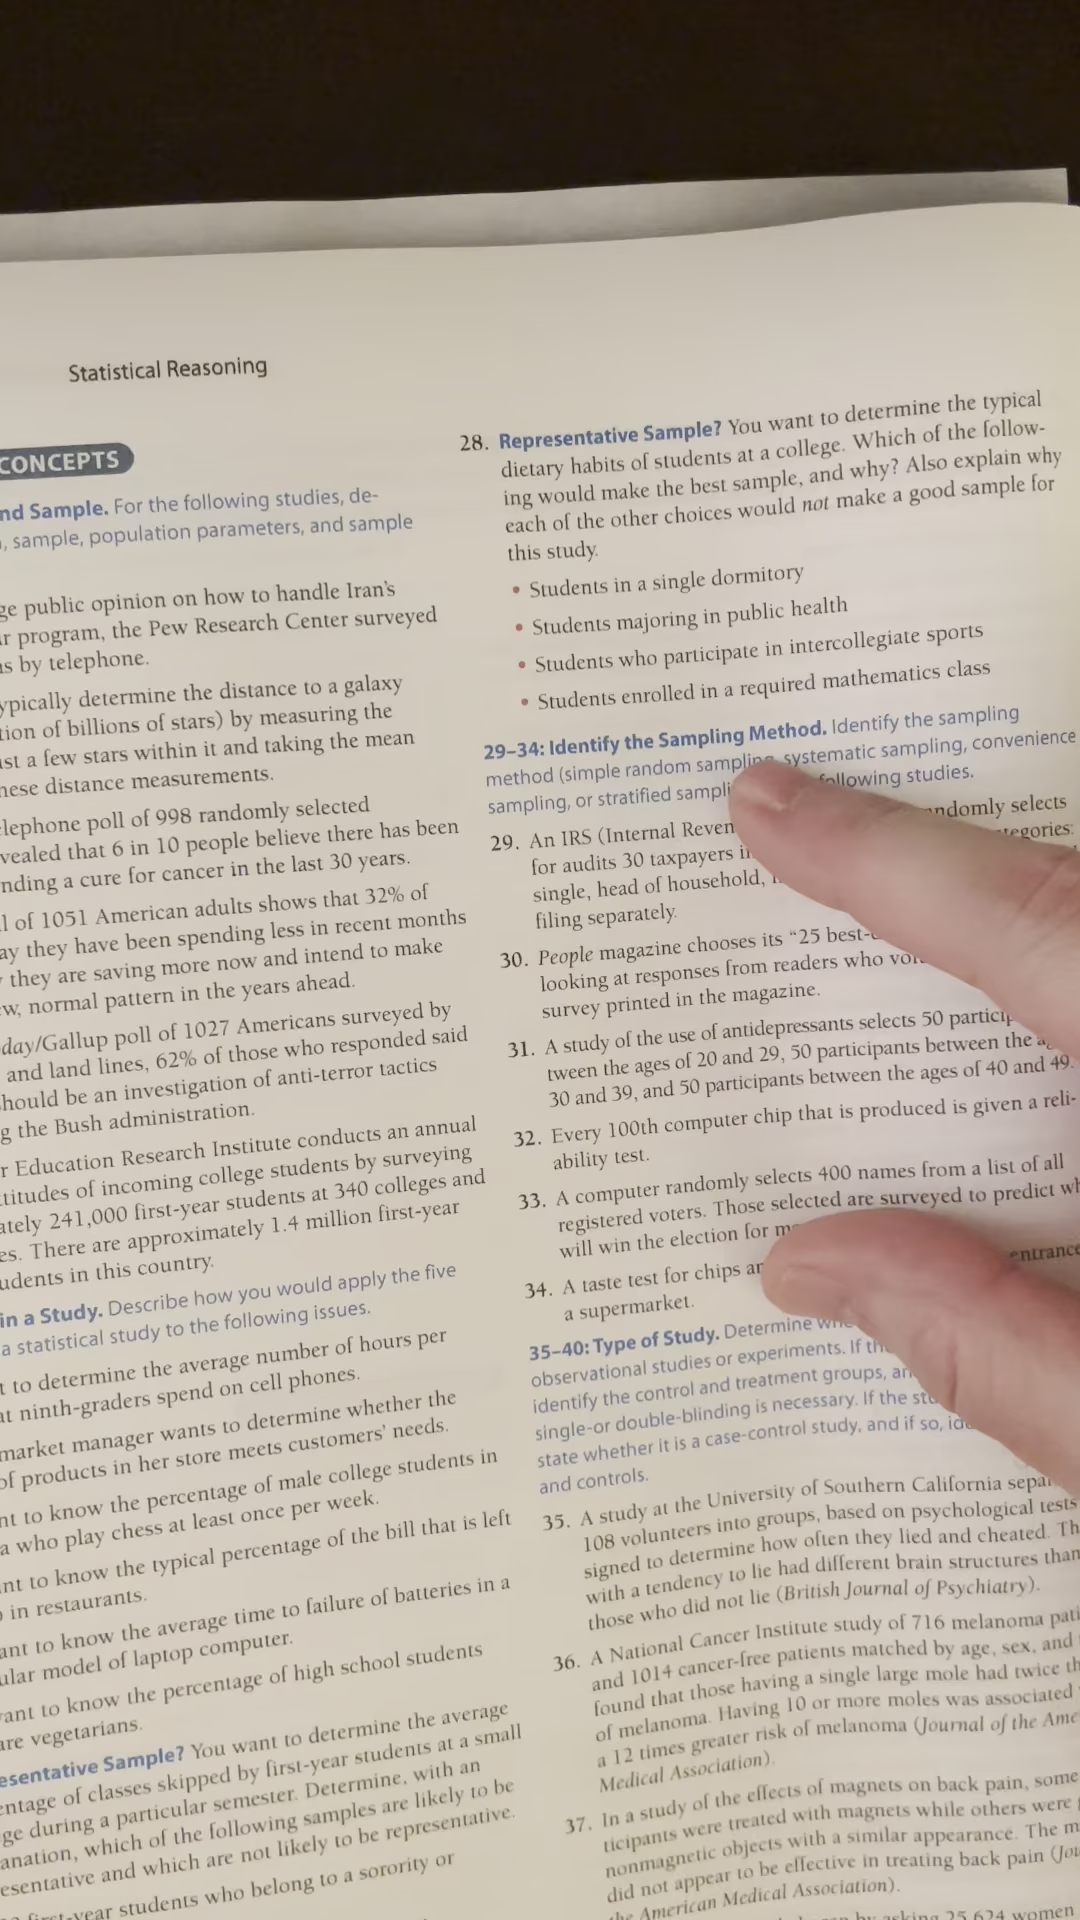 Statistical Reasoning
CONCEPTS
nd Sample. For the following studies, de-
, sample, population parameters, and sample
ge public opinion on how to handle Iran's
r program, the Pew Research Center surveyed
s by telephone.
ypically determine the distance to a galaxy
tion of billions of stars) by measuring the
ust a few stars within it and taking the mean
hese distance measurements.
elephone poll of 998 randomly selected
vealed that 6 in 10 people believe there has been
nding a cure for cancer in the last 30 years.
l of 1051 American adults shows that 32% of
ay they have been spending less in recent months
they are saving more now and intend to make
w, normal pattern in the years ahead.
day/Gallup poll of 1027 Americans surveyed by
and land lines, 62% of those who responded said
hould be an investigation of anti-terror tactics
g the Bush administration.
r Education Research Institute conducts an annual
titudes of incoming college students by surveying
ately 241,000 first-year students at 340 colleges and
es. There are approximately 1.4 million first-year
udents in this country.
in a Study. Describe how you would apply the five
a statistical study to the following issues.
t to determine the average number of hours per
at ninth-graders spend on cell phones.
market manager wants to determine whether the
of products in her store meets customers' needs.
nt to know the percentage of male college students in
a who play chess at least once per week.
nt to know the typical percentage of the bill that is left
in restaurants.
ant to know the average time to failure of batteries in a
ular model of laptop computer.
vant to know the percentage of high school students
are vegetarians.
esentative Sample? You want to determine the average
entage of classes skipped by first-year students at a small
ge during a particular semester. Determine, with an
anation, which of the following samples are likely to be
esentative and which are not likely to be representative.
first-year students who belong to a sorority or
28. Representative Sample? You want to determine the typical
dietary habits of students at a college. Which of the follow-
ing would make the best sample, and why? Also explain why
each of the other choices would not make a good sample for
this study.
• Students in a single dormitory
• Students majoring in public health
• Students who participate in intercollegiate sports
• Students enrolled in a required mathematics class
29–34: Identify the Sampling Method. Identify the sampling
method (simple random sampling, systematic sampling, convenience
sampling, or stratified sampli following studies.
29. An IRS (Internal Reven ndomly selects
for audits 30 taxpayers i tegories:
single, head of household,
filing separately.
30. People magazine chooses its "25 best-
looking at responses from readers who vo
survey printed in the magazine.
31. A study of the use of antidepressants selects 50 particip
tween the ages of 20 and 29, 50 participants between the ag
30 and 39, and 50 participants between the ages of 40 and 49.
32. Every 100th computer chip that is produced is given a reli-
ability test.
33. A computer randomly selects 400 names from a list of all
registered voters. Those selected are surveyed to predict wh
will win the election for m
34. A taste test for chips an entrance
a supermarket.
35–40: Type of Study. Determine whe
observational studies or experiments. If th
identify the control and treatment groups, an
single-or double-blinding is necessary. If the stu
state whether it is a case-control study, and if so, ide
and controls.
35. A study at the University of Southern California sepa
108 volunteers into groups, based on psychological tests
signed to determine how often they lied and cheated. Th
with a tendency to lie had different brain structures than
those who did not lie (British Journal of Psychiatry).
36. A National Cancer Institute study of 716 melanoma pati
and 1014 cancer-free patients matched by age, sex, and
found that those having a single large mole had twice th
of melanoma. Having 10 or more moles was associated
a 12 times greater risk of melanoma (Journal of the Ame
Medical Association).
37. In a study of the effects of magnets on back pain, some
ticipants were treated with magnets while others were
nonmagnetic objects with a similar appearance. The m
did not appear to be effective in treating back pain (Jou
the American Medical Association).
by asking 25,624 women